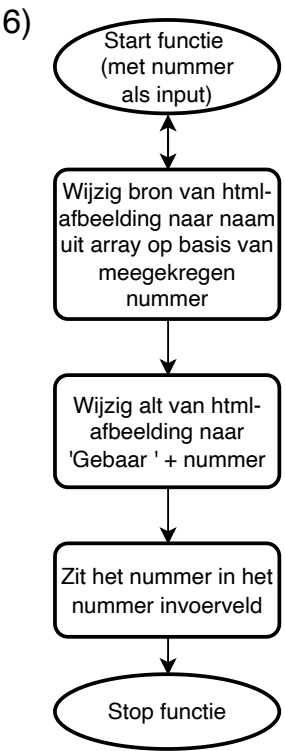 6)
Start functie
(met nummer
als input)
Wijzig bron van html-
afbeelding naar naam
uit array op basis van
meegekregen
nummer
Wijzig alt van html-
afbeelding naar
'Gebaar ' + nummer
Zit het nummer in het
nummer invoerveld
Stop functie